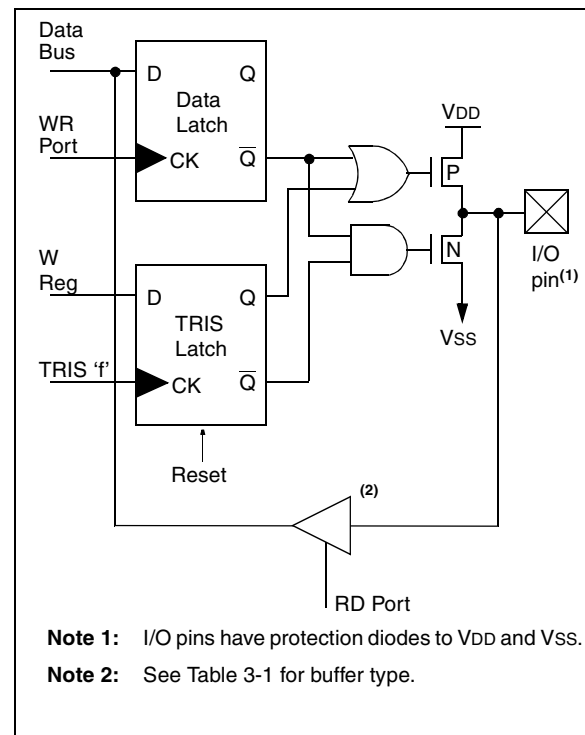 Data
Bus
D
Q
Data
Latch
WR
Port
CK
Q
VDD
P
N
I/O
pin(1)
VSS
W
Reg
D
Q
TRIS
Latch
TRIS ‘f’
CK
Q
Reset
(2)
RD Port
Note 1: I/O pins have protection diodes to VDD and VSS.
Note 2: See Table 3-1 for buffer type.